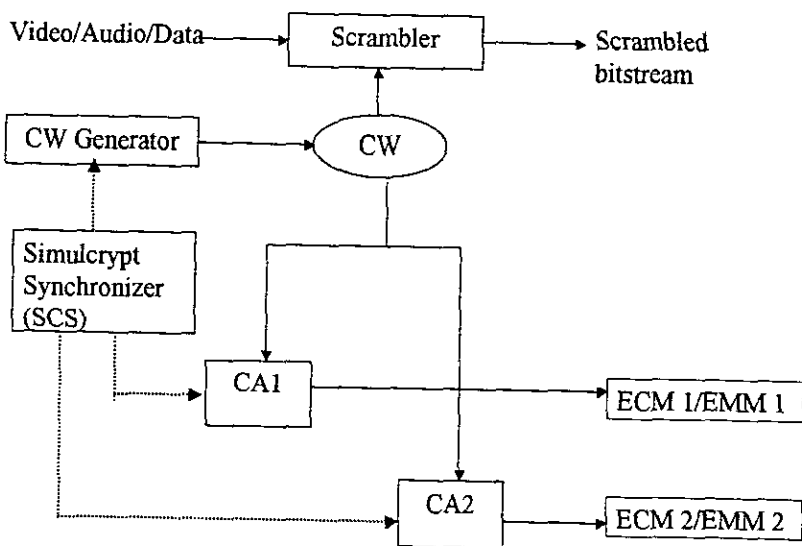 Video/Audio/Data
Scrambler
Scrambled
bitstream
CW Generator
CW
Simulcrypt
Synchronizer
(SCS)
CA1
ECM 1/EMM 1
CA2
ECM 2/EMM 2